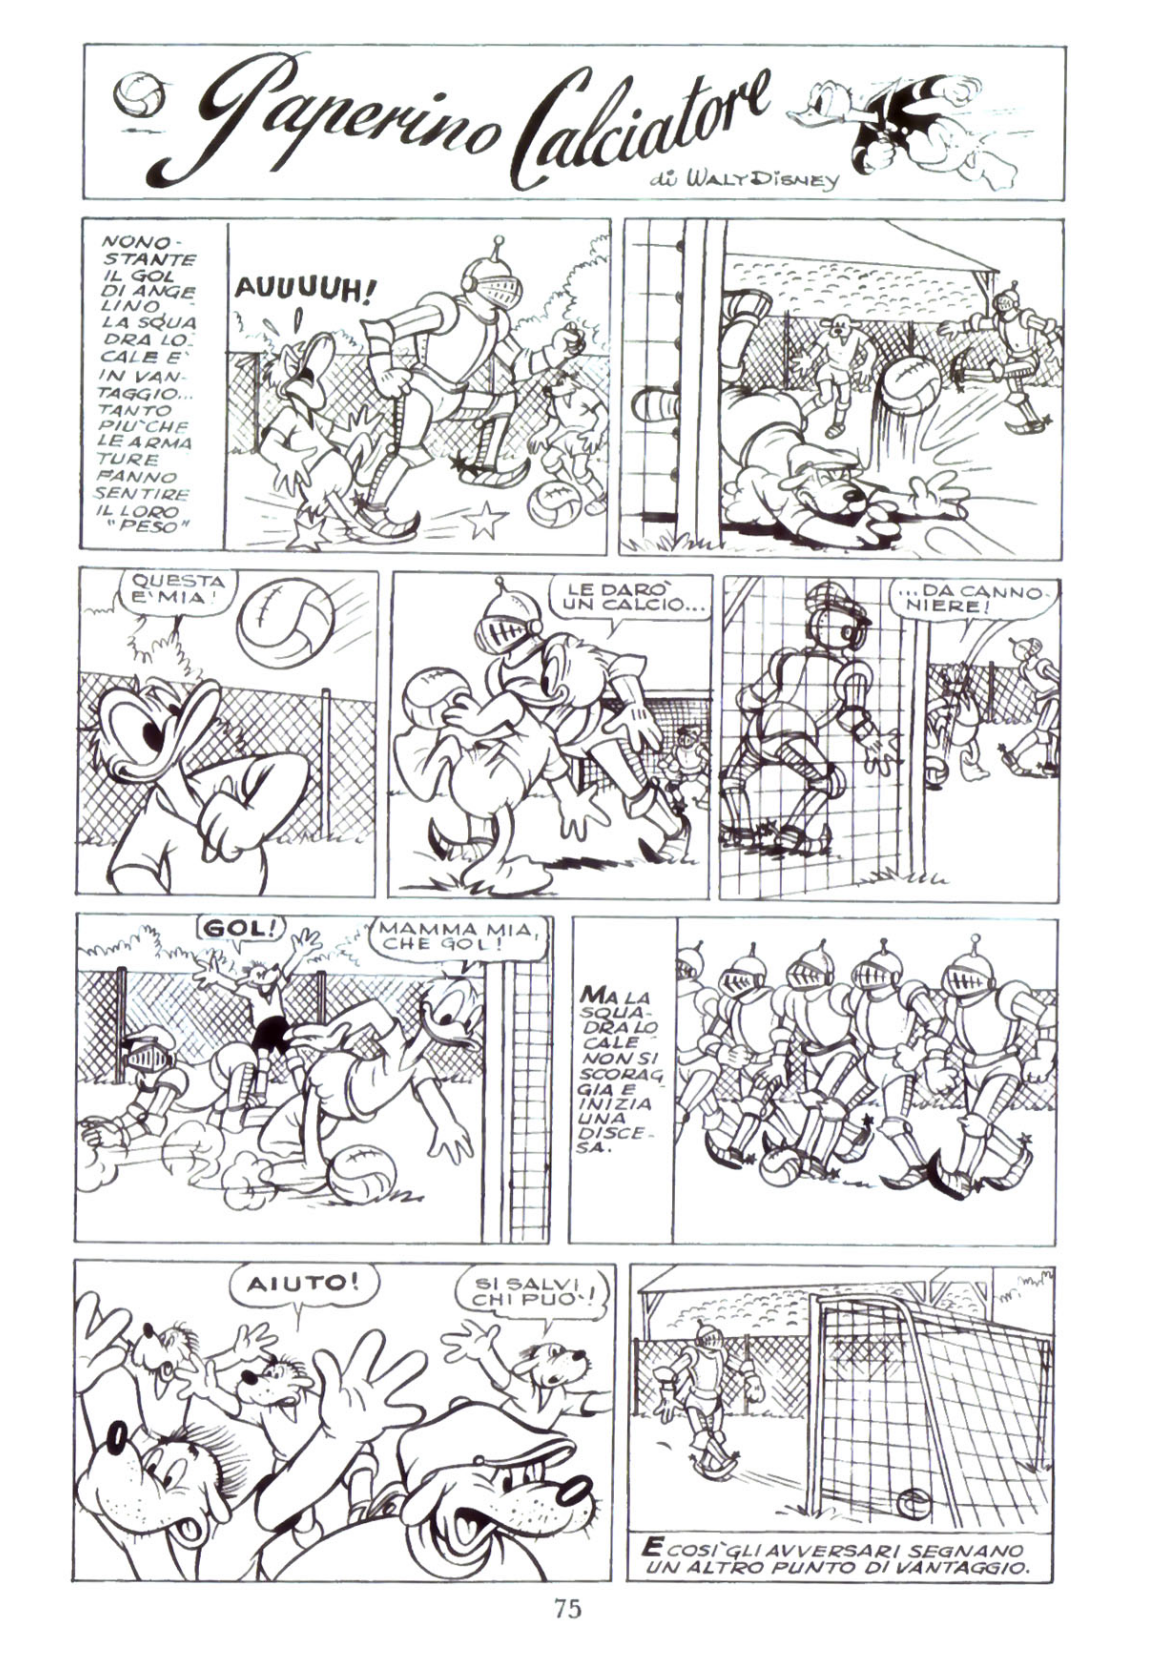 Paperino Calciatore
di WALT DISNEY
NONO-
STANTE
IL GOL
DI ANGE
LINO
LA SQUA
DRA LO-
CALE E'
IN VAN-
TAGGIO...
TANTO
PIU' CHE
LE ARMA
TURE
FANNO
SENTIRE
IL LORO
"PESO"
AUUUUH!
QUESTA
E' MIA!
LE DARO'
UN CALCIO...
...DA CANNO-
NIERE!
GOL!
MAMMA MIA,
CHE GOL!
MA LA
SQUA-
DRA LO
CALE
NON SI
SCORAG
GIA E
INIZIA
UNA
DISCE-
SA.
AIUTO!
SI SALVI
CHI PUO'!
E COSI' GLI AVVERSARI SEGNANO
UN ALTRO PUNTO DI VANTAGGIO.
75